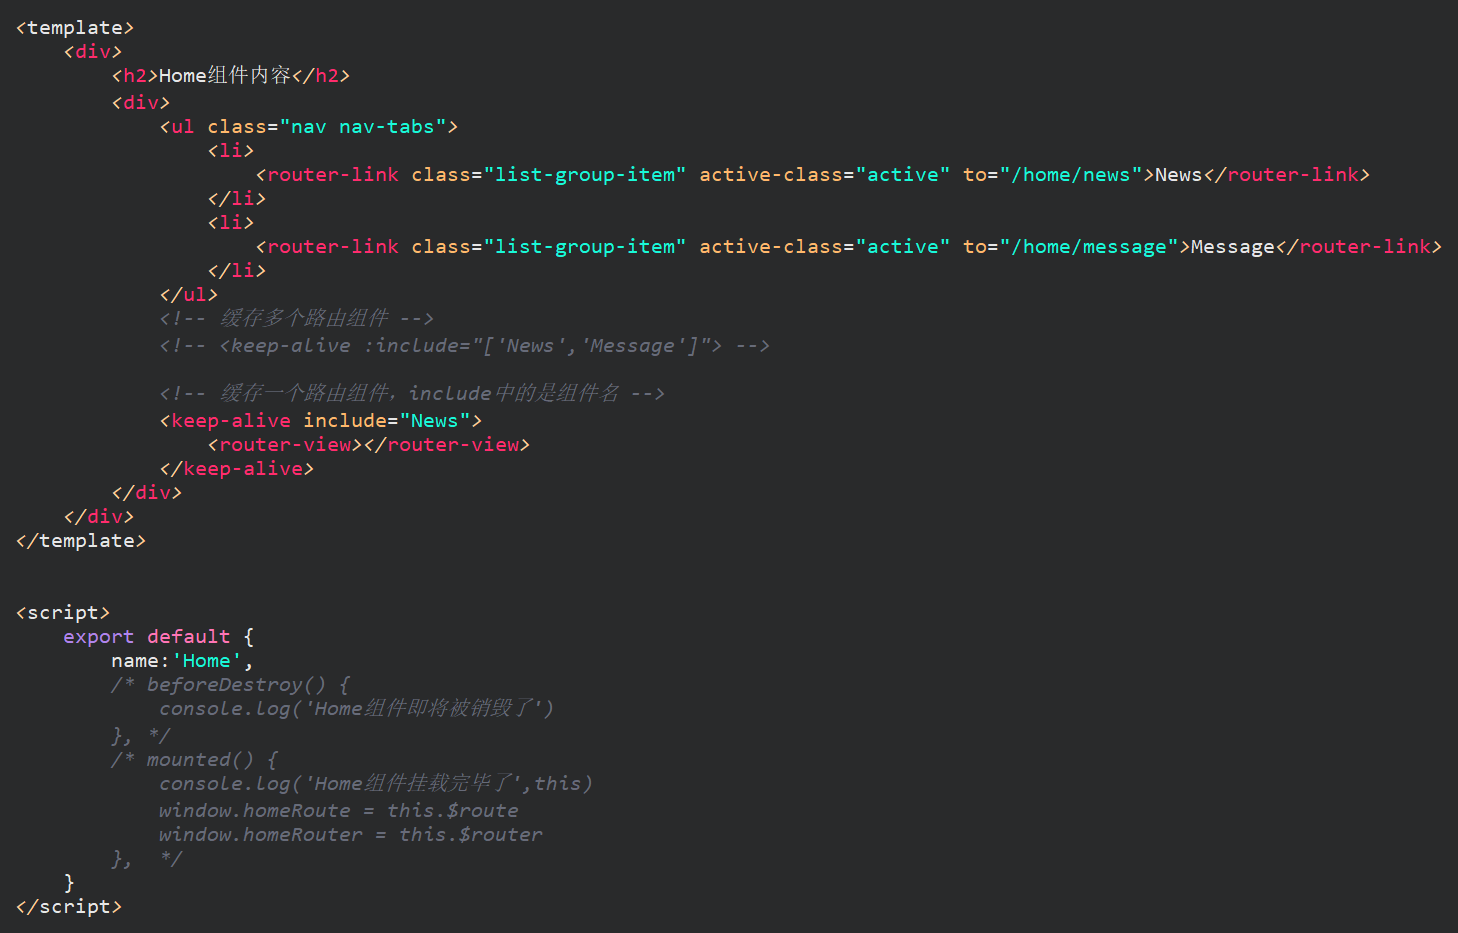 <template>
    <div>
        <h2>Home组件内容</h2>
        <div>
            <ul class="nav nav-tabs">
                <li>
                    <router-link class="list-group-item" active-class="active" to="/home/news">News</router-link>
                </li>
                <li>
                    <router-link class="list-group-item" active-class="active" to="/home/message">Message</router-link>
                </li>
            </ul>
            <!-- 缓存多个路由组件 -->
            <!-- <keep-alive :include="['News','Message']"> -->

            <!-- 缓存一个路由组件，include中的是组件名 -->
            <keep-alive include="News">
                <router-view></router-view>
            </keep-alive>
        </div>
    </div>
</template>


<script>
    export default {
        name:'Home',
        /* beforeDestroy() {
            console.log('Home组件即将被销毁了')
        }, */
        /* mounted() {
            console.log('Home组件挂载完毕了',this)
            window.homeRoute = this.$route
            window.homeRouter = this.$router
        },  */
    }
</script>